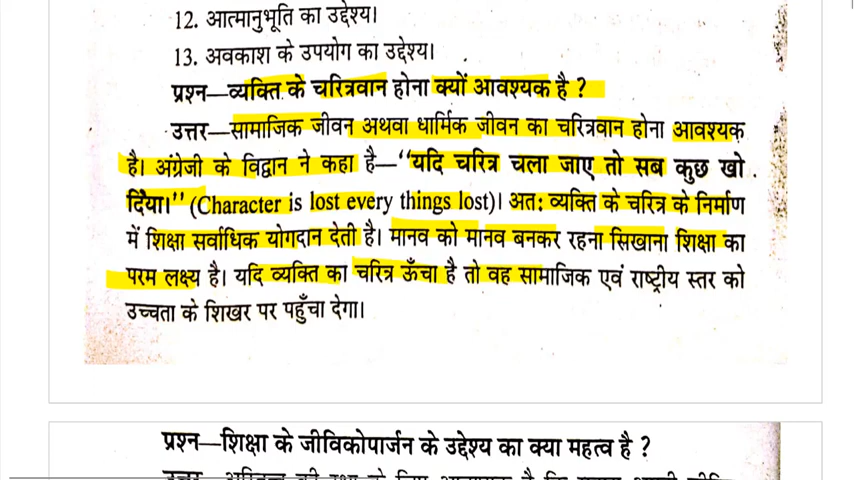 12. आत्मानुभूति का उद्देश्य।
13. अवकाश के उपयोग का उद्देश्य।
प्रश्न—व्यक्ति के चरित्रवान होना क्यों आवश्यक है ?
उत्तर—सामाजिक जीवन अथवा धार्मिक जीवन का चरित्रवान होना आवश्यक
है। अंग्रेजी के विद्वान ने कहा है—"यदि चरित्र चला जाए तो सब कुछ खो
दिया।" (Character is lost every things lost)। अतः व्यक्ति के चरित्र के निर्माण
में शिक्षा सर्वाधिक योगदान देती है। मानव को मानव बनकर रहना सिखाना शिक्षा का
परम लक्ष्य है। यदि व्यक्ति का चरित्र ऊँचा है तो वह सामाजिक एवं राष्ट्रीय स्तर को
उच्चता के शिखर पर पहुँचा देगा।
प्रश्न—शिक्षा के जीविकोपार्जन के उद्देश्य का क्या महत्व है ?